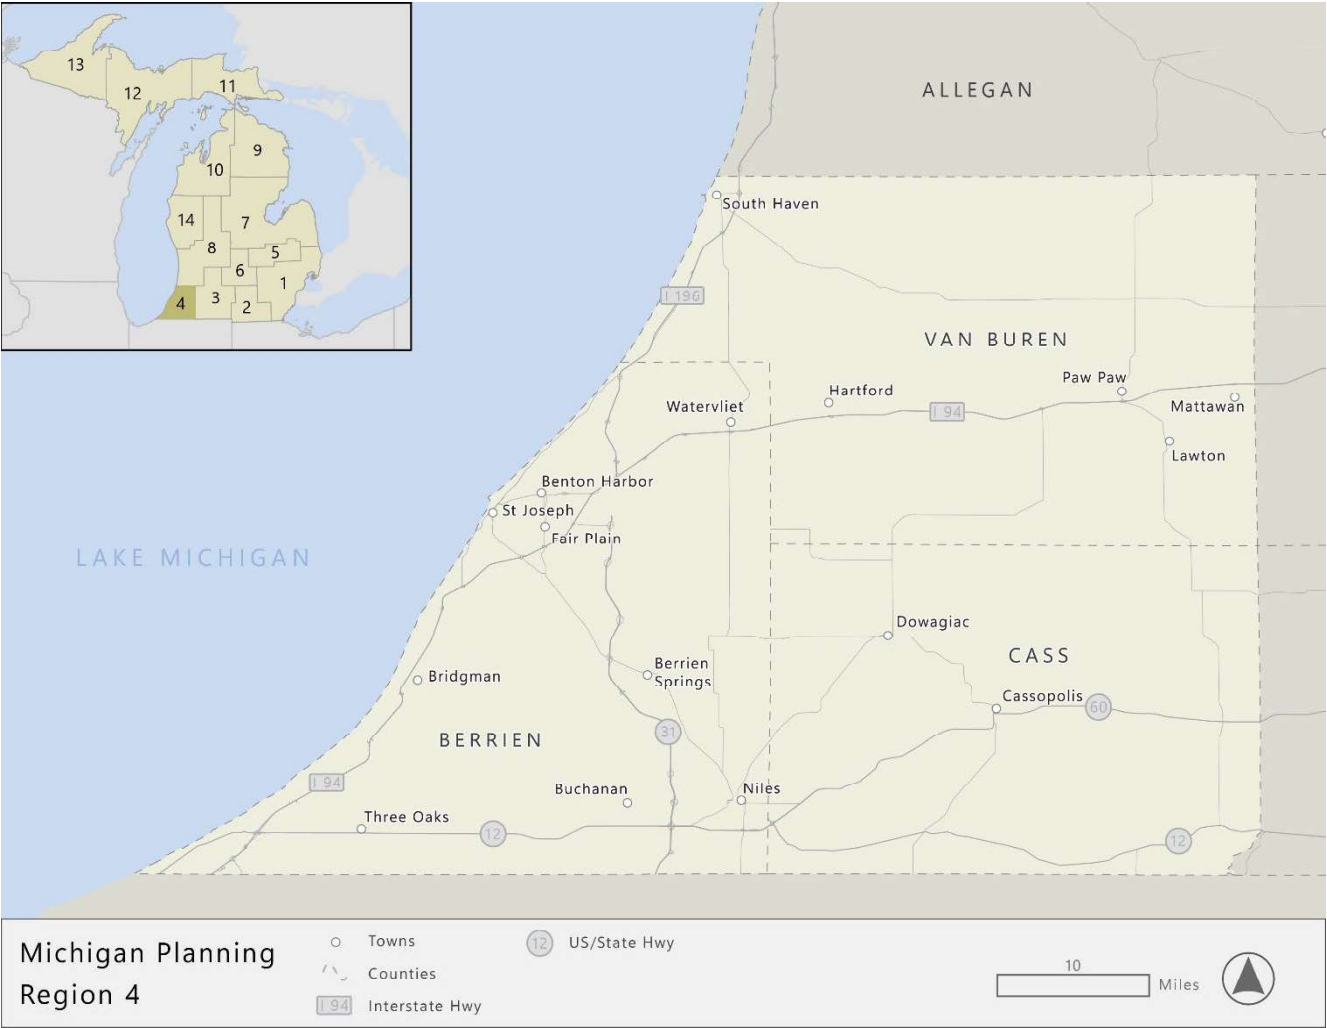 13
12
11
9
10
14
7
8
5
6
1
4
3
2
ALLEGAN
South Haven
I 196
VAN BUREN
Paw Paw
Hartford
Watervliet
I 94
Mattawan
Lawton
Benton Harbor
St Joseph
Fair Plain
LAKE MICHIGAN
Dowagiac
CASS
Berrien
Springs
Bridgman
Cassopolis
60
31
BERRIEN
I 94
Buchanan
Niles
Three Oaks
12
12
Michigan Planning
Region 4
Towns
Counties
I 94 Interstate Hwy
12 US/State Hwy
10
Miles